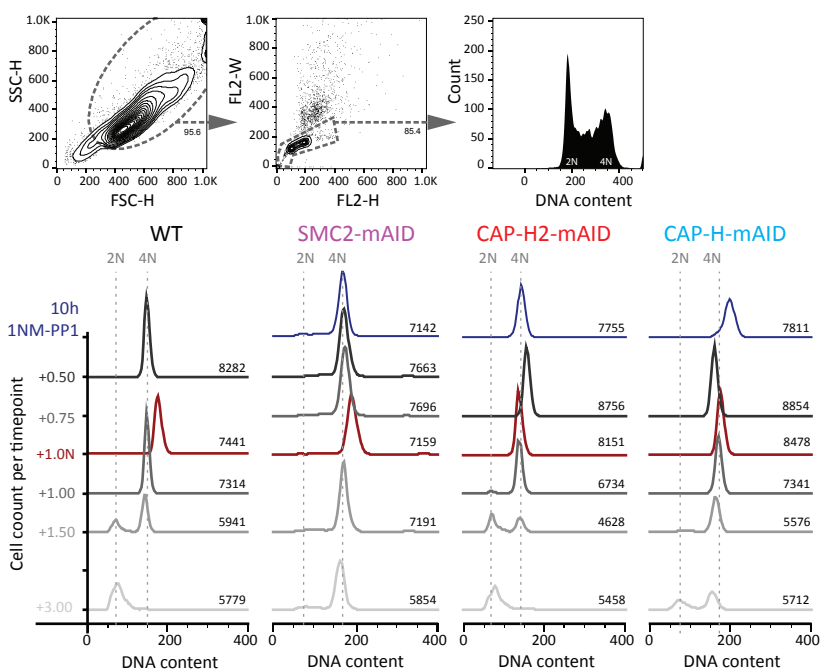 1.0K
800
600
400
200
0
SSC-H
95.6
0 200 400 600 800 1.0K
FSC-H
1.0K
800
600
400
200
0
FL2-W
85.4
0 200 400 600 800 1.0K
FL2-H
250
200
150
100
50
0
Count
2N 4N
0 200 400
DNA content
WT SMC2-mAID CAP-H2-mAID CAP-H-mAID
2N 4N 2N 4N 2N 4N 2N 4N
10h
1NM-PP1
7142 7755 7811
+0.50 8282 7663 8756 8854
+0.75 7696
+1.0N 7441 7159 8151 8478
+1.00 7314 6734 7341
+1.50 5941 7191 4628 5576
+3.00 5779 5854 5458 5712
Cell coount per timepoint
0 200 400 0 200 400 0 200 400 0 200 400
DNA content DNA content DNA content DNA content